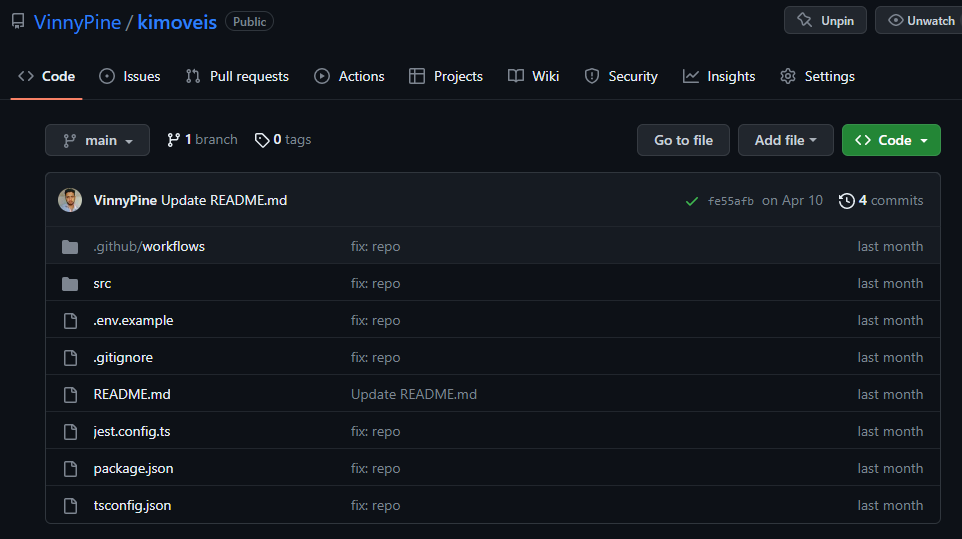 VinnyPine / kimoveis Public Unpin Unwatch
Code Issues Pull requests Actions Projects Wiki Security Insights Settings
main 1 branch 0 tags Go to file Add file Code
VinnyPine Update README.md fe55afb on Apr 10 4 commits
.github/workflows fix: repo last month
src fix: repo last month
.env.example fix: repo last month
.gitignore fix: repo last month
README.md Update README.md last month
jest.config.ts fix: repo last month
package.json fix: repo last month
tsconfig.json fix: repo last month